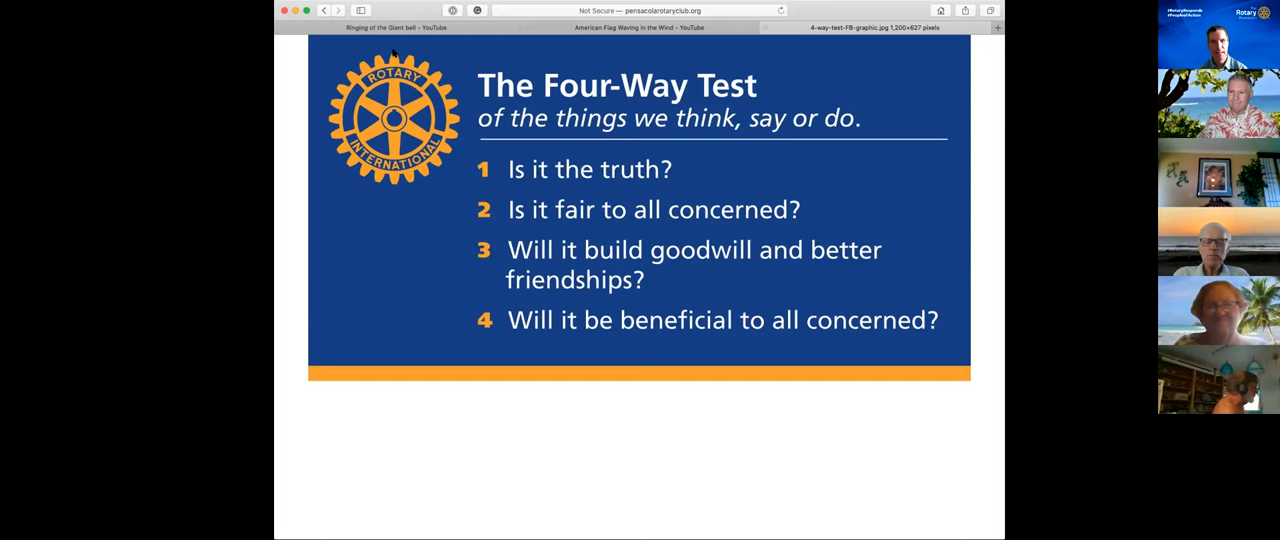 Not Secure — pensacolarotaryclub.org
Ringing of the Giant bell - YouTube
American Flag Waving in the Wind - YouTube
4-way-test-FB-graphic.jpg 1,200×627 pixels
ROTARY
INTERNATIONAL
The Four-Way Test
of the things we think, say or do.
1 Is it the truth?
2 Is it fair to all concerned?
3 Will it build goodwill and better
friendships?
4 Will it be beneficial to all concerned?
#RotaryResponds
#PeopleofAction
Rotary